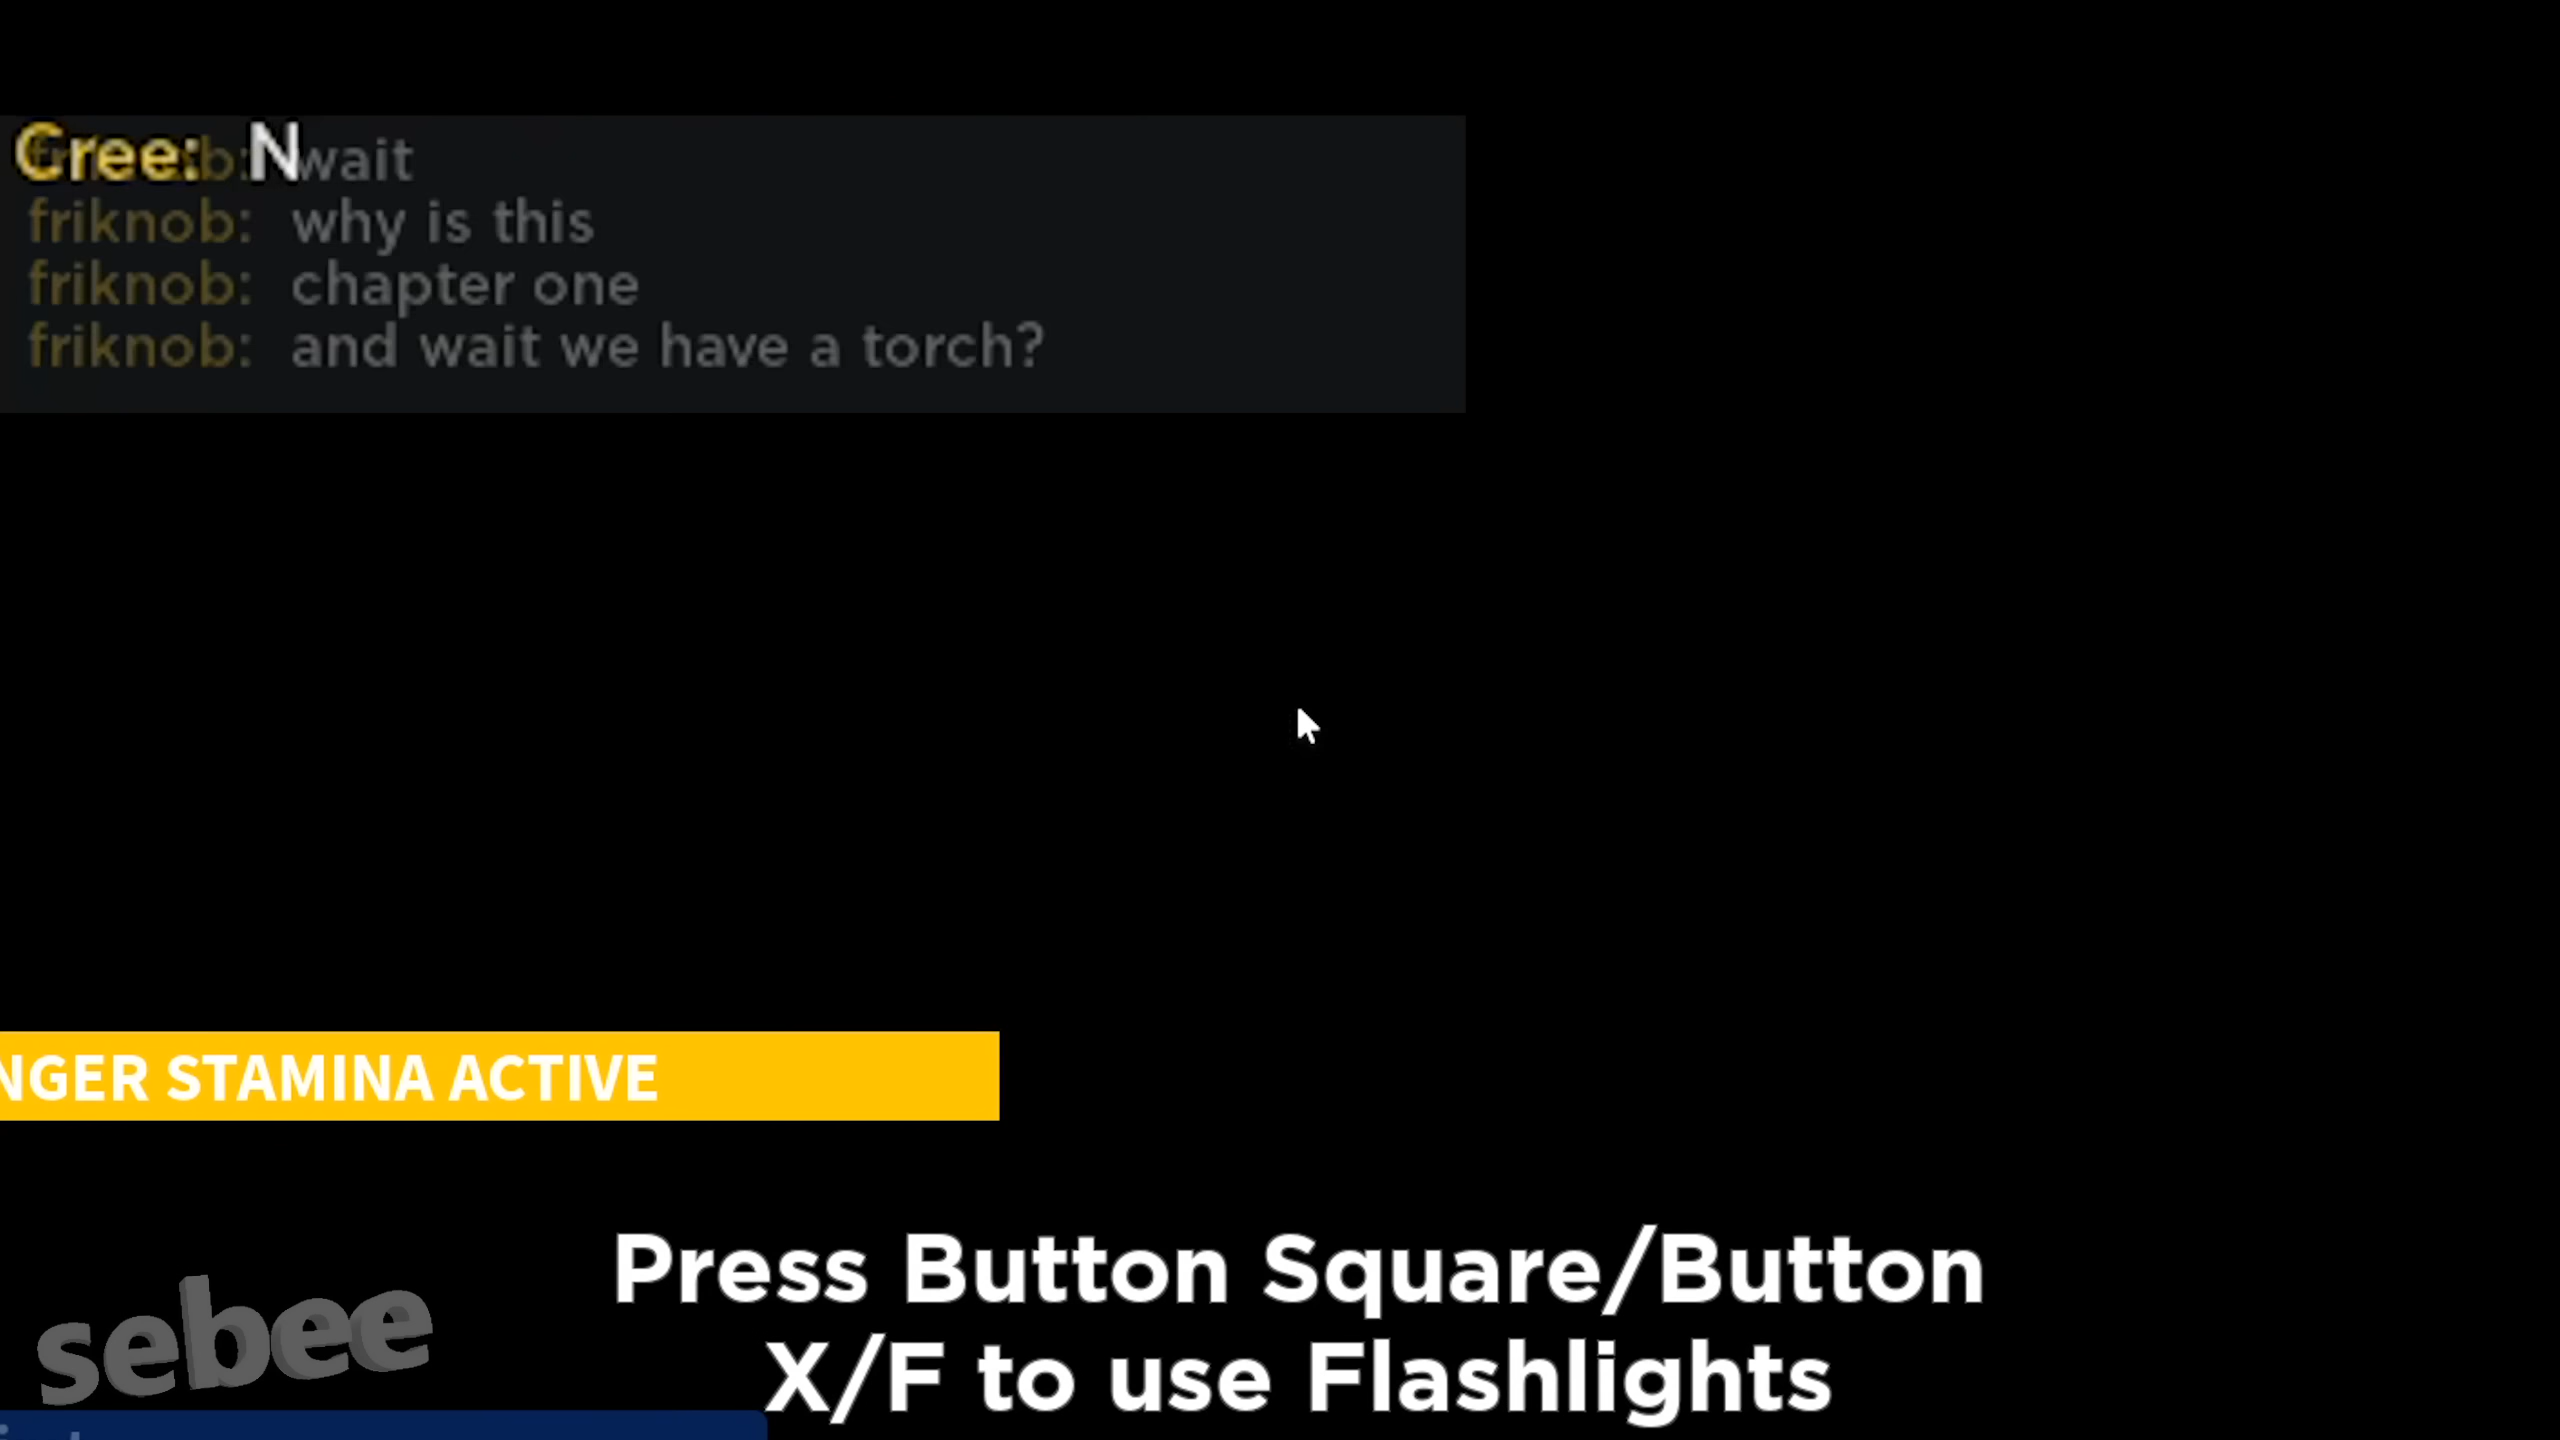 Cree: N
wait
friknob: why is this
friknob: chapter one
friknob: and wait we have a torch?
NGER STAMINA ACTIVE
Press Button Square/Button
X/F to use Flashlights
sebee